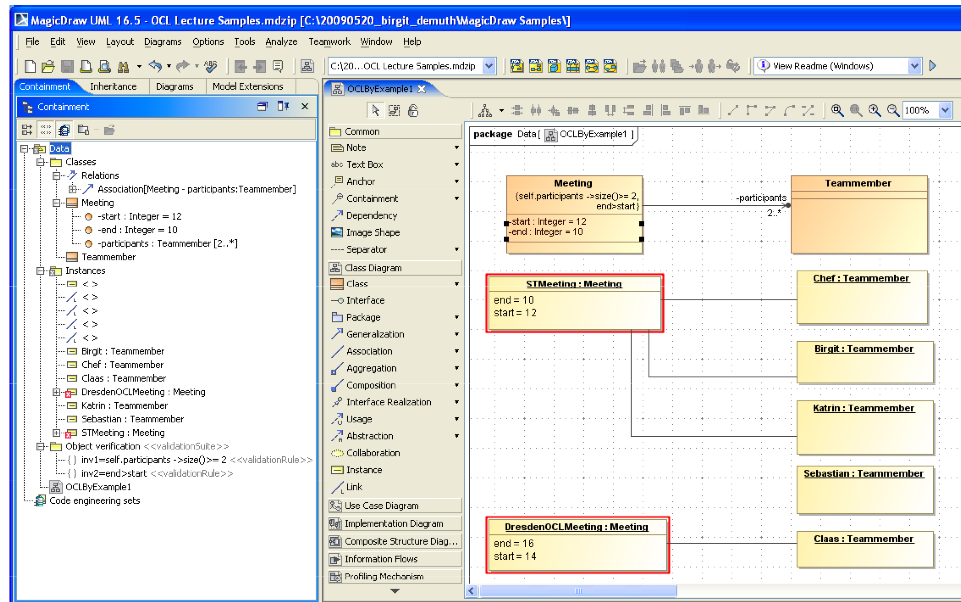 MagicDraw UML 16.5 - OCL Lecture Samples.mdzip [C:\20090520_birgit_demuth\MagicDraw Samples\]
File Edit View Layout Diagrams Options Tools Analyze Teamwork Window Help
C:\20...OCL Lecture Samples.mdzip
View Readme (Windows)
Containment Inheritance Diagrams Model Extensions
Containment
Data
Classes
Relations
Association[Meeting - participants:Teammember]
Meeting
-start : Integer = 12
-end : Integer = 10
-participants : Teammember [2..*]
Teammember
Instances
< >
< >
< >
< >
< >
Birgit : Teammember
Chef : Teammember
Claas : Teammember
DresdenOCLMeeting : Meeting
Katrin : Teammember
Sebastian : Teammember
STMeeting : Meeting
Object verification <<validationSuite>>
{ } inv1=self.participants ->size()>= 2 <<validationRule>>
{ } inv2=end>start <<validationRule>>
OCLByExample1
Code engineering sets
OCLByExample1
Common
Note
abc Text Box
Anchor
Containment
Dependency
Image Shape
Separator
Class Diagram
Class
Interface
Package
Generalization
Association
Aggregation
Composition
Interface Realization
Usage
Abstraction
Collaboration
Instance
Link
Use Case Diagram
Implementation Diagram
Composite Structure Diag...
Information Flows
Profiling Mechanism
100%
package Data[ OCLByExample1 ]
Meeting
{self.participants ->size()>= 2,
end>start}
-start : Integer = 12
-end : Integer = 10
-participants
2..*
Teammember
STMeeting : Meeting
end = 10
start = 12
Chef : Teammember
Birgit : Teammember
Katrin : Teammember
Sebastian : Teammember
DresdenOCLMeeting : Meeting
end = 16
start = 14
Claas : Teammember